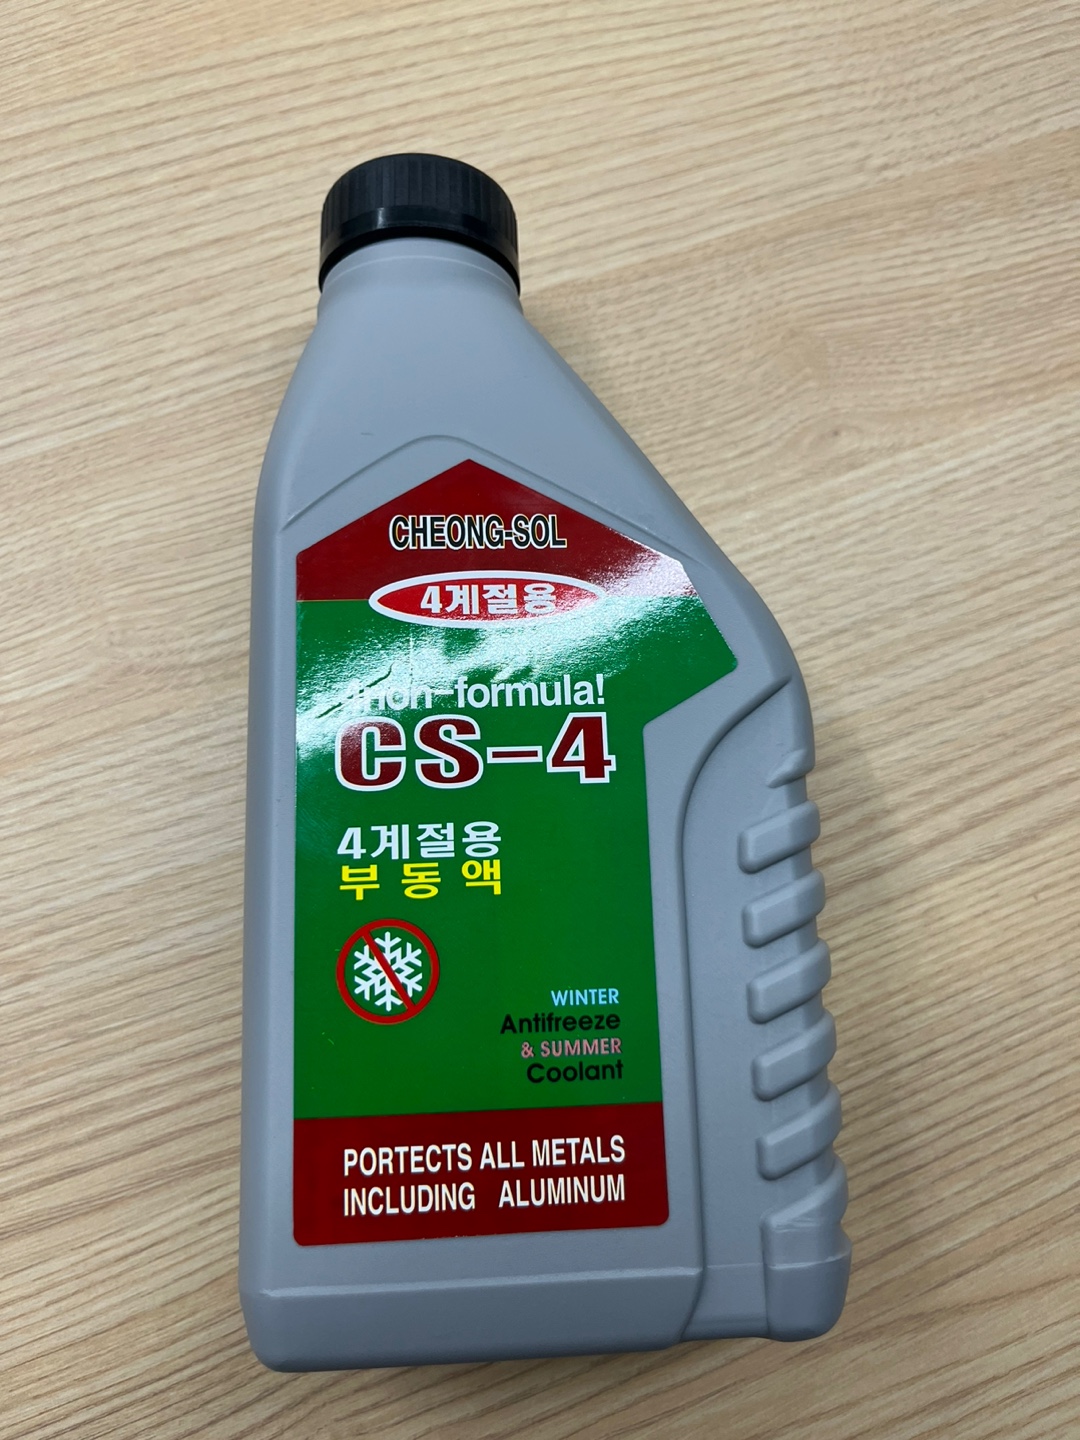 CHEONG-SOL
4계절용
-formula!
CS-4
4계절용
부동액
WINTER
Antifreeze
& SUMMER
Coolant
PORTECTS ALL METALS
INCLUDING ALUMINUM